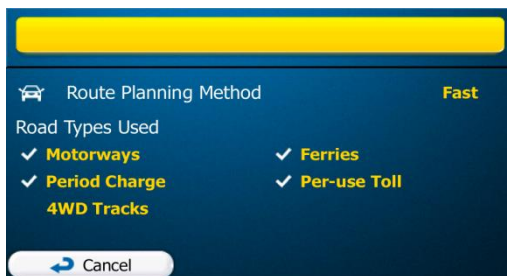 Route Planning Method Fast
Road Types Used
Motorways Ferries
Period Charge Per-use Toll
4WD Tracks
Cancel